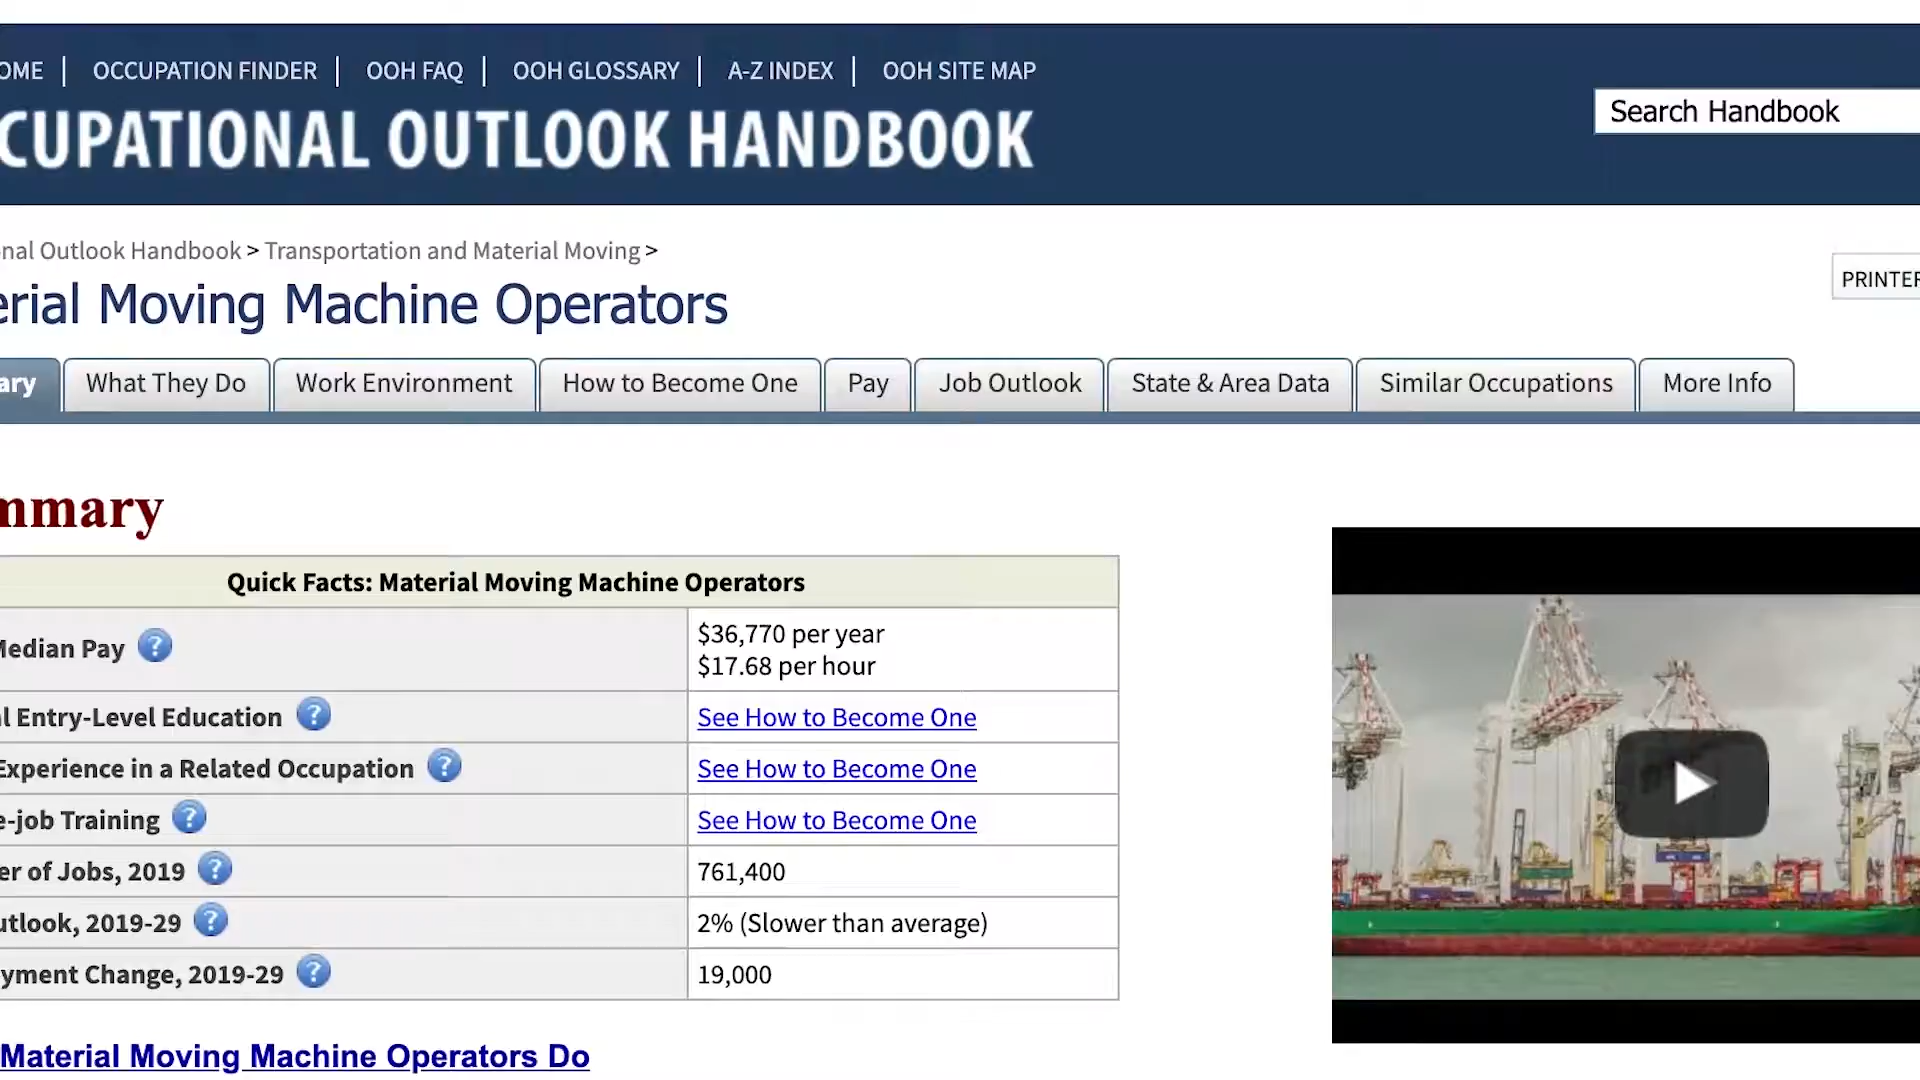 OME | OCCUPATION FINDER | OOH FAQ | OOH GLOSSARY | A-Z INDEX | OOH SITE MAP
CUPATIONAL OUTLOOK HANDBOOK
Search Handbook
nal Outlook Handbook > Transportation and Material Moving >
PRINTER
erial Moving Machine Operators
ary
What They Do
Work Environment
How to Become One
Pay
Job Outlook
State & Area Data
Similar Occupations
More Info
mmary
Quick Facts: Material Moving Machine Operators
Median Pay ?
$36,770 per year
$17.68 per hour
l Entry-Level Education ?
See How to Become One
Experience in a Related Occupation ?
See How to Become One
e-job Training ?
See How to Become One
er of Jobs, 2019 ?
761,400
utlook, 2019-29 ?
2% (Slower than average)
yment Change, 2019-29 ?
19,000
Material Moving Machine Operators Do